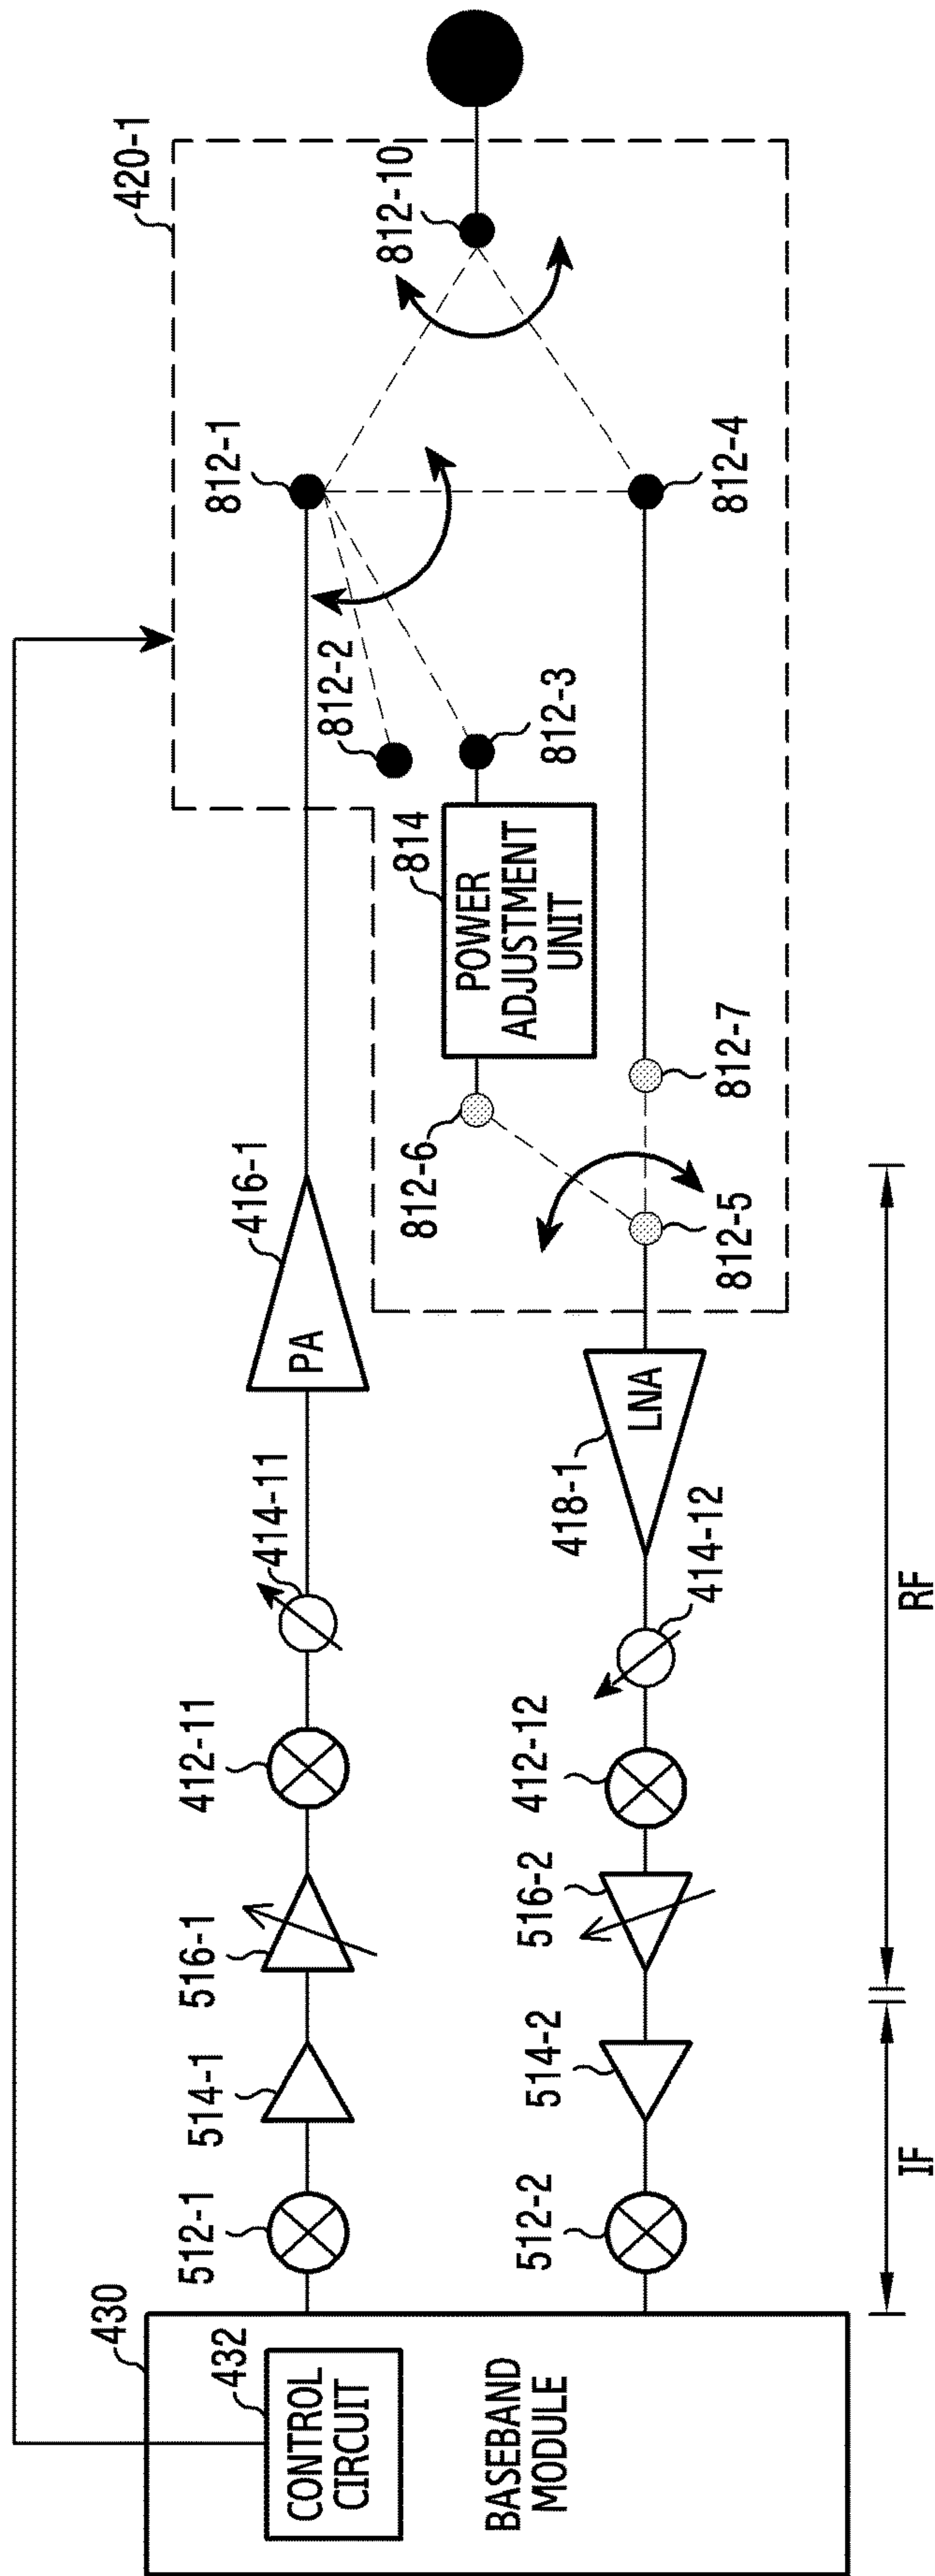 430
432
CONTROL
CIRCUIT
BASEBAND
MODULE
512-1
514-1
516-1
412-11
414-11
PA
416-1
420-1
812-1
812-2
812-10
812-3
814
POWER
ADJUSTMENT
UNIT
812-6
812-5
812-7
812-4
512-2
514-2
516-2
412-12
414-12
418-1
LNA
IF
RF